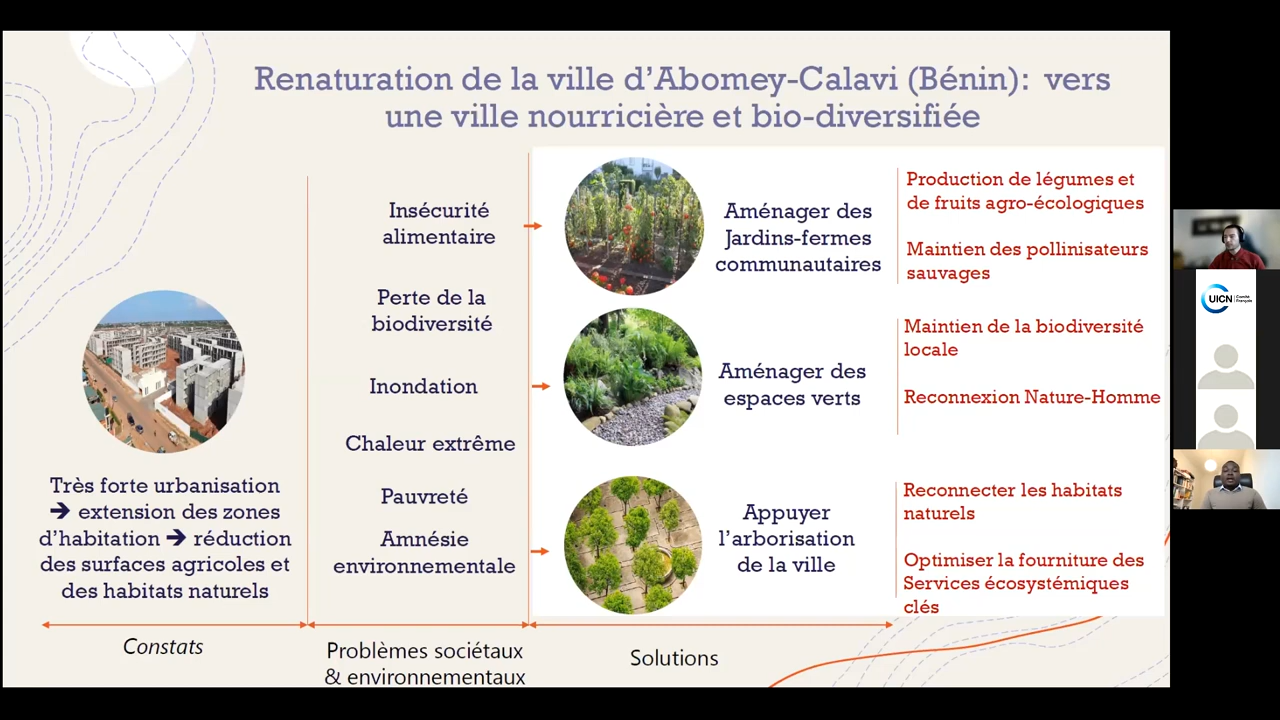 Renaturation de la ville d’Abomey-Calavi (Bénin): vers
une ville nourricière et bio-diversifiée
Très forte urbanisation
➔ extension des zones
d’habitation ➔ réduction
des surfaces agricoles et
des habitats naturels
Constats
Insécurité
alimentaire
Perte de la
biodiversité
Inondation
Chaleur extrême
Pauvreté
Amnésie
environnementale
Problèmes sociétaux
& environnementaux
Aménager des
Jardins-fermes
communautaires
Aménager des
espaces verts
Appuyer
l’arborisation
de la ville
Solutions
Production de légumes et
de fruits agro-écologiques
Maintien des pollinisateurs
sauvages
Maintien de la biodiversité
locale
Reconnexion Nature-Homme
Reconnecter les habitats
naturels
Optimiser la fourniture des
Services écosystémiques
clés
UICN
Comité
Français